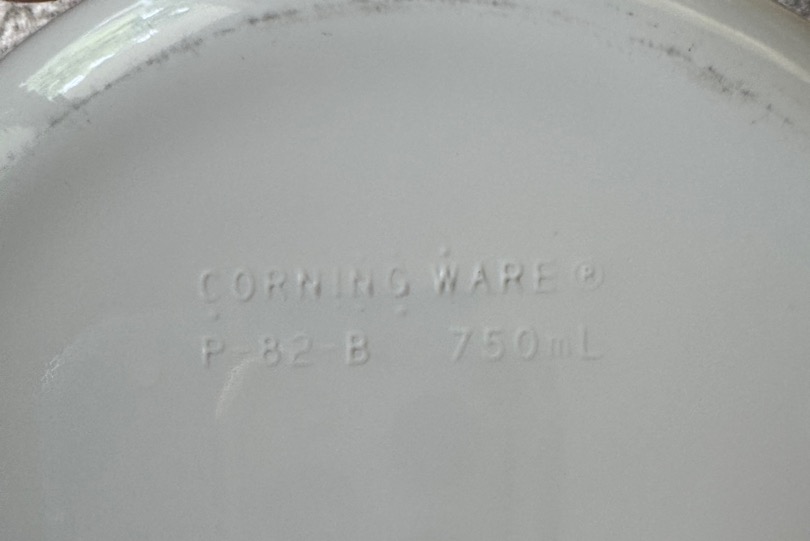 CORNING WARE ®
P-82-B 750mL